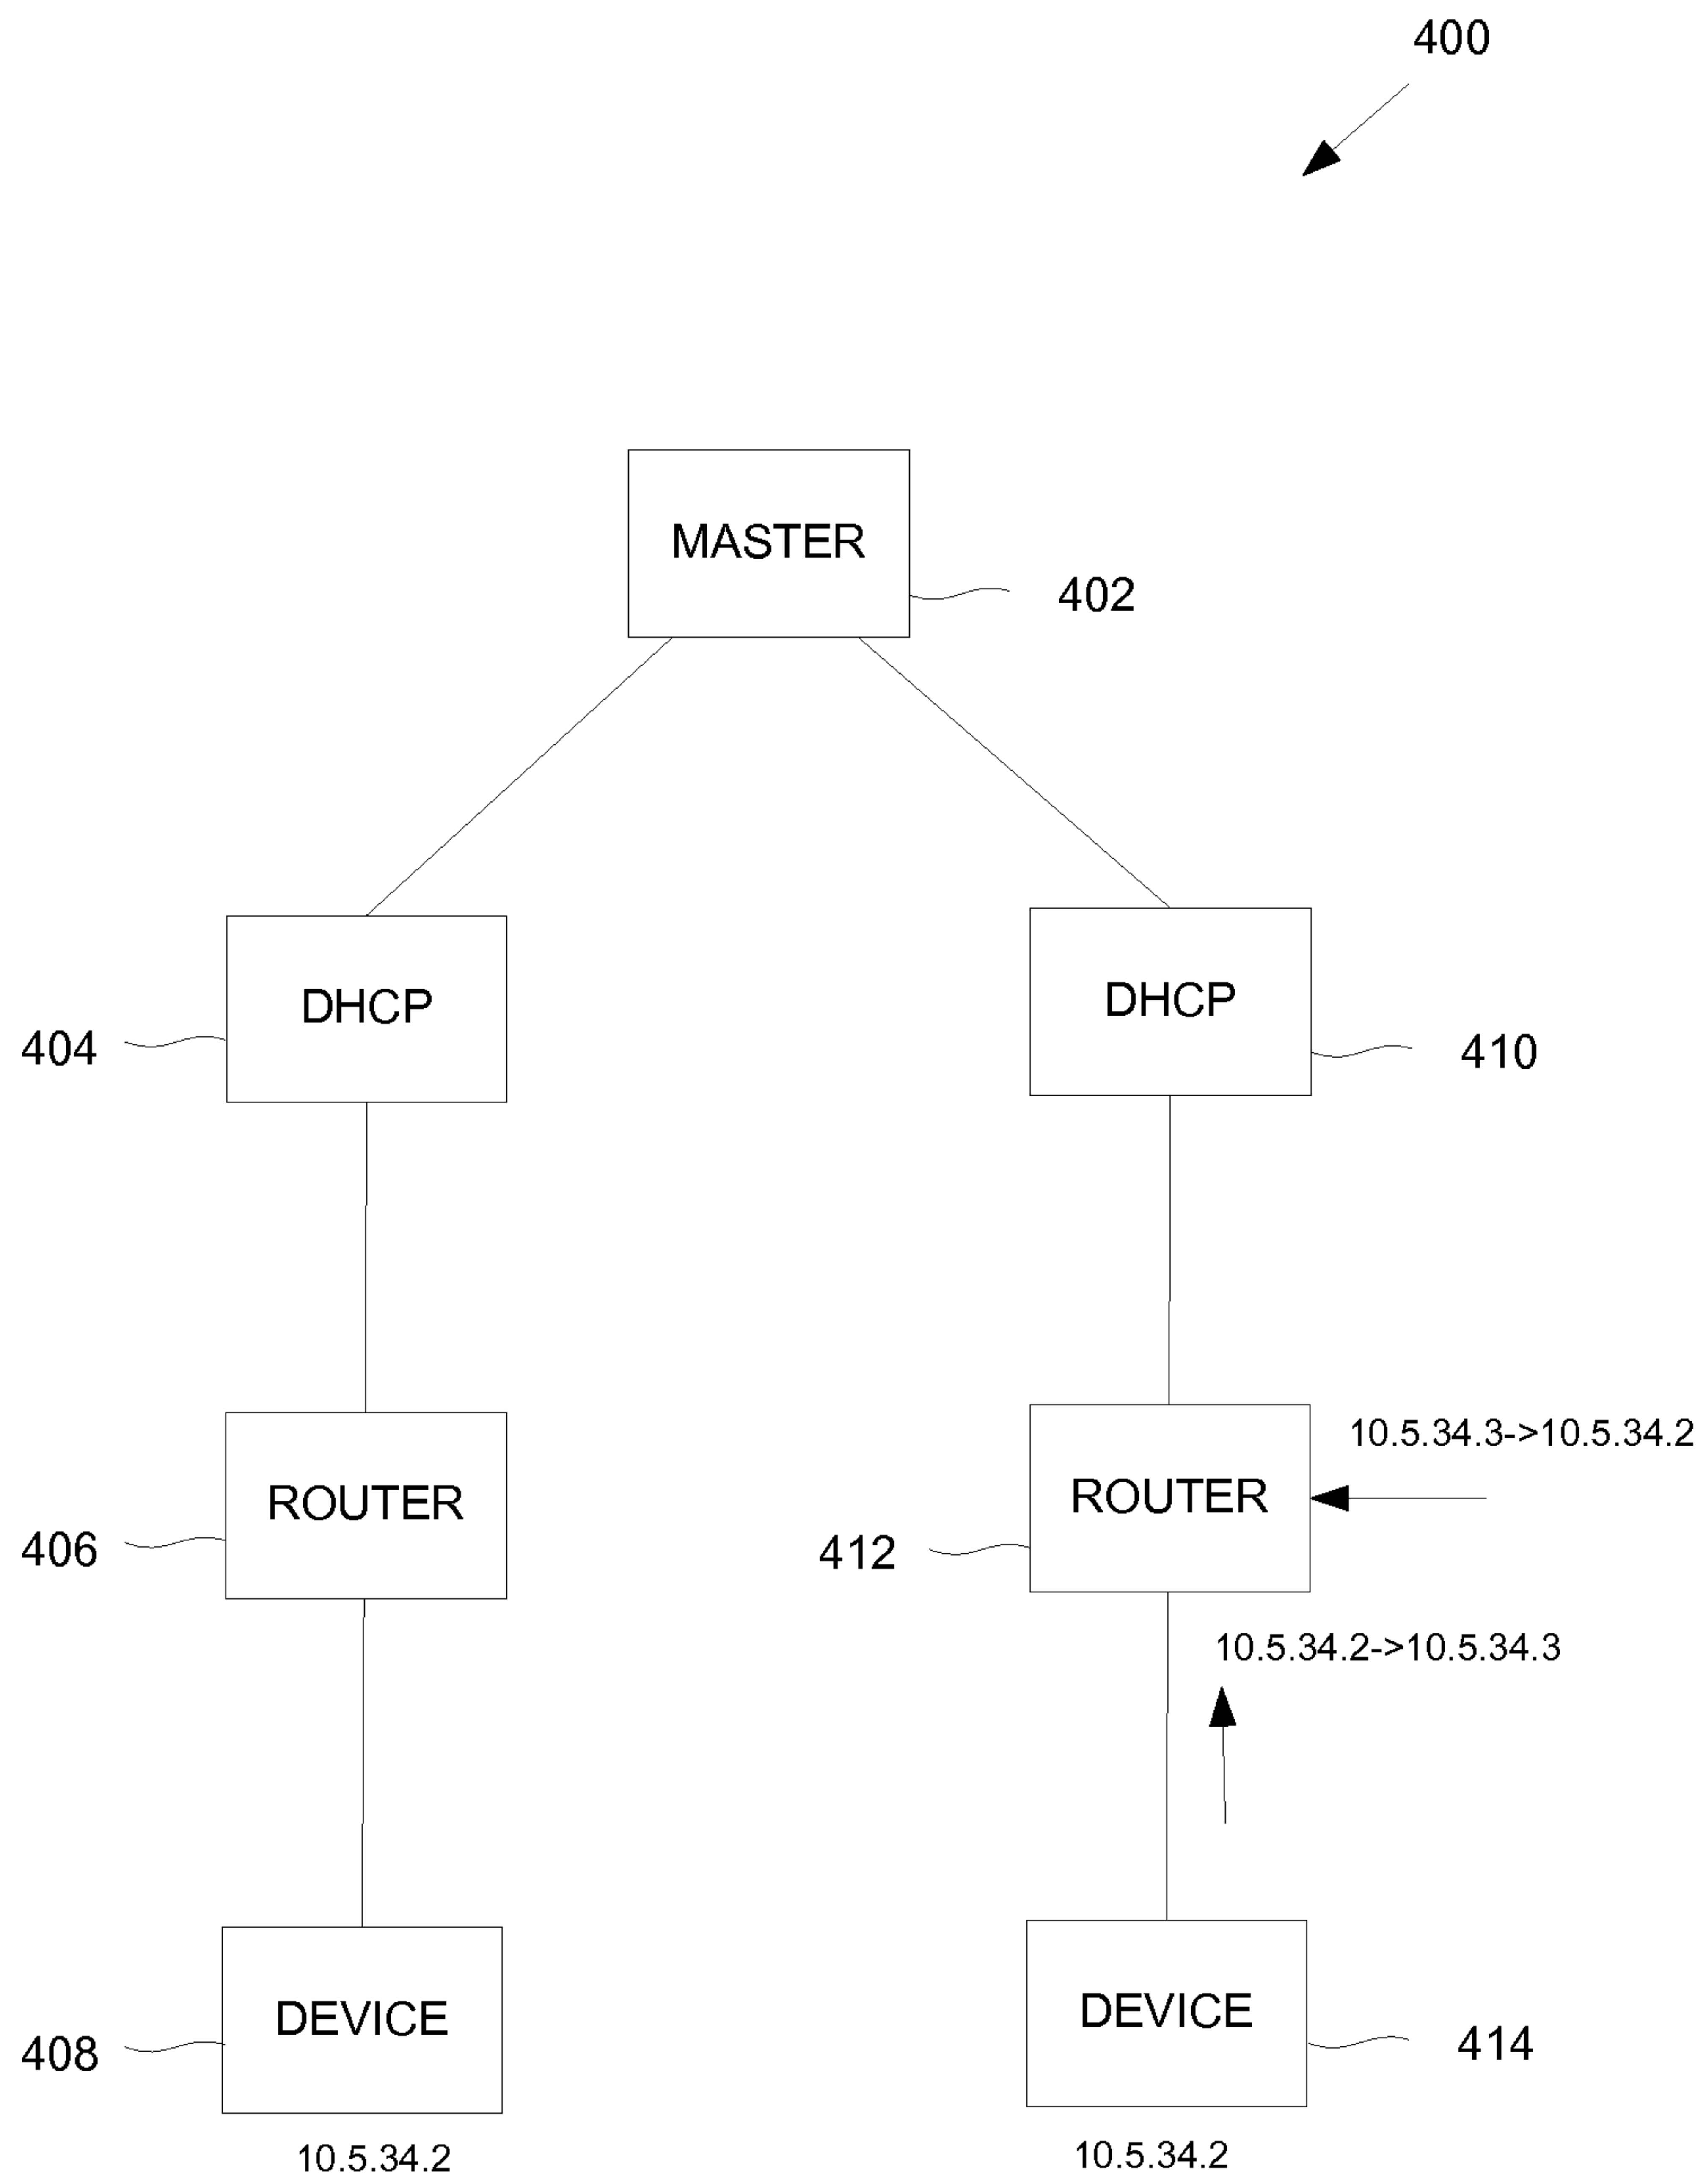 400
MASTER
402
DHCP
DHCP
404
410
10.5.34.3->10.5.34.2
ROUTER
ROUTER
406
412
10.5.34.2->10.5.34.3
DEVICE
DEVICE
408
414
10.5.34.2
10.5.34.2